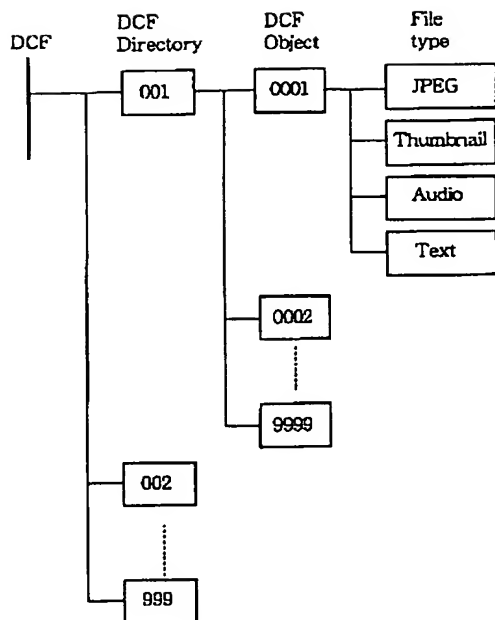 DCF
DCF
Directory
DCF
Object
File
type
001
0001
JPEG
Thumbnail
Audio
Text
0002
9999
002
999